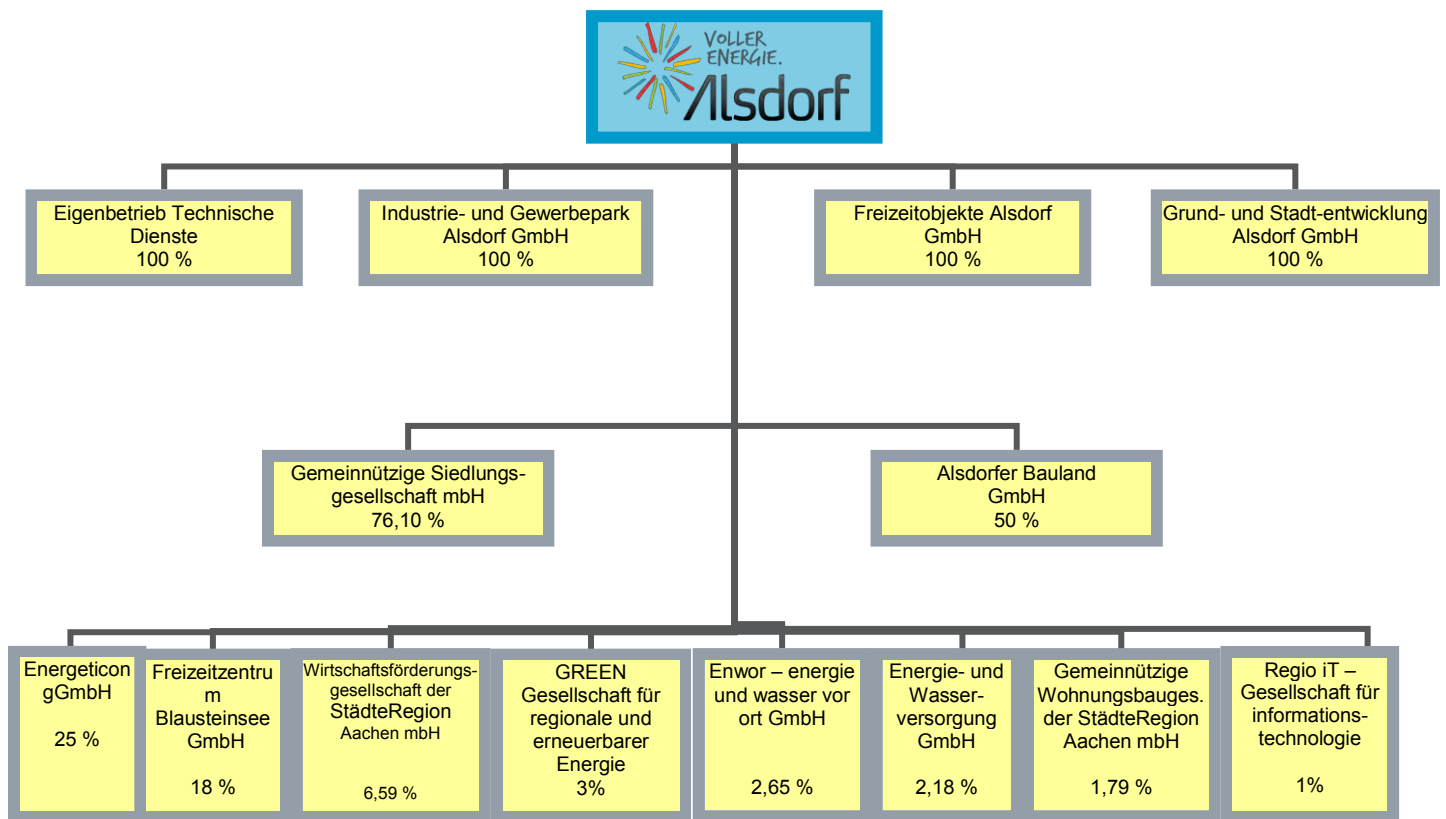 VOLLER
ENERGIE.
Alsdorf
Eigenbetrieb Technische
Dienste
100 %
Industrie- und Gewerbepark
Alsdorf GmbH
100 %
Freizeitobjekte Alsdorf
GmbH
100 %
Grund- und Stadt-entwicklung
Alsdorf GmbH
100 %
Gemeinnützige Siedlungs-
gesellschaft mbH
76,10 %
Alsdorfer Bauland
GmbH
50 %
Energeticon
gGmbH
25 %
Freizeitzentru
m
Blausteinsee
GmbH
18 %
Wirtschaftsförderungs-
gesellschaft der
StädteRegion
Aachen mbH
6,59 %
GREEN
Gesellschaft für
regionale und
erneuerbarer
Energie
3%
Enwor – energie
und wasser vor
ort GmbH
2,65 %
Energie- und
Wasser-
versorgung
GmbH
2,18 %
Gemeinnützige
Wohnungsbauges.
der StädteRegion
Aachen mbH
1,79 %
Regio iT –
Gesellschaft für
informations-
technologie
1%